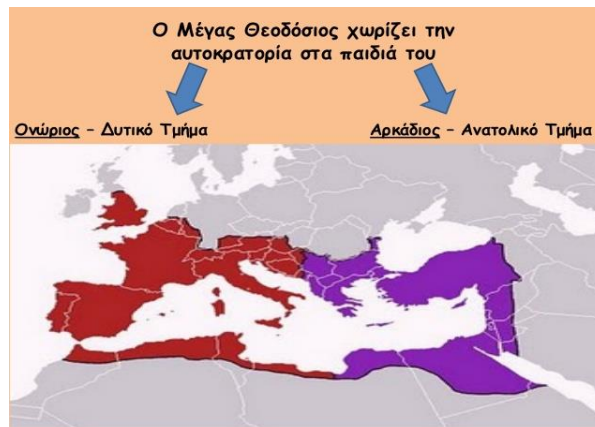 Ο Μέγας Θεοδόσιος χωρίζει την
αυτοκρατορία στα παιδιά του
Ονώριος - Δυτικό Τμήμα
Αρκάδιος - Ανατολικό Τμήμα